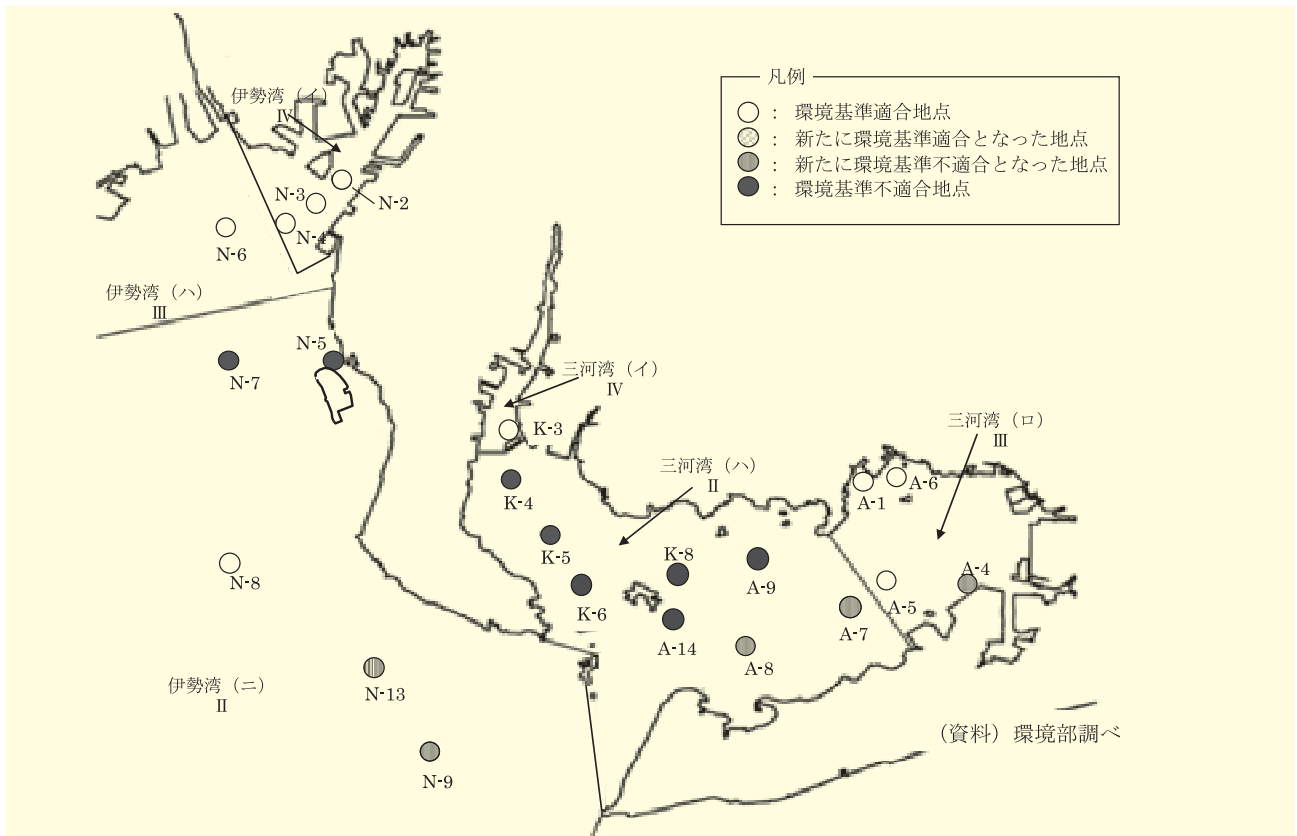 凡例
○ : 環境基準適合地点
: 新たに環境基準適合となった地点
: 新たに環境基準不適合となった地点
● : 環境基準不適合地点
伊勢湾（イ）
Ⅳ
N-3
N-2
N-4
N-6
伊勢湾（ハ）
Ⅲ
N-5
N-7
三河湾（イ）
Ⅳ
K-3
三河湾（ロ）
Ⅲ
三河湾（ハ）
Ⅱ
A-6
A-1
K-4
K-5
K-8
A-9
A-4
N-8
K-6
A-5
A-7
A-14
A-8
伊勢湾（ニ）
Ⅱ
N-13
N-9
（資料）環境部調べ